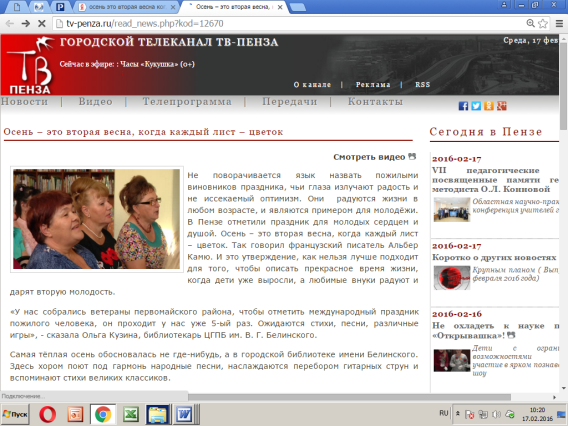 осень это вторая весна ко
Осень – это вторая весна,
tv-penza.ru/read_news.php?kod=12670
ТВ
ПЕНЗА
ГОРОДСКОЙ ТЕЛЕКАНАЛ ТВ-ПЕНЗА
Среда, 17 фев
Сейчас в эфире: : Часы «Кукушка» (0+)
О канале | Реклама | RSS
Новости | Видео | Телепрограмма | Передачи | Контакты
Осень – это вторая весна, когда каждый лист – цветок
Смотреть видео
Не поворачивается язык назвать пожилыми
виновников праздника, чьи глаза излучают радость и
не иссекаемый оптимизм. Они радуются жизни в
любом возрасте, и являются примером для молодёжи.
В Пензе отметили праздник для молодых сердцем и
душой. Осень – это вторая весна, когда каждый лист
– цветок. Так говорил французский писатель Альбер
Камю. И это утверждение, как нельзя лучше подходит
для того, чтобы описать прекрасное время жизни,
когда дети уже выросли, а любимые внуки радуют и
дарят вторую молодость.
«У нас собрались ветераны первомайского района, чтобы отметить международный праздник
пожилого человека, он проходит у нас уже 5-ый раз. Ожидаются стихи, песни, различные
игры», - сказала Ольга Кузина, библиотекарь ЦГПБ им. В. Г. Белинского.
Самая тёплая осень обосновалась не где-нибудь, а в городской библиотеке имени Белинского.
Здесь хором поют под гармонь народные песни, наслаждаются перебором гитарных струн и
вспоминают стихи великих классиков.
Сегодня в Пензе
2016-02-17
VII педагогические
посвященные памяти ге
методиста О.Л. Кокновой
Областная научно-прак
конференция учителей г
2016-02-17
Коротко о других новостях
Крупным планом ( Вып
февраля 2016 года)
2016-02-16
Не охладеть к науке п
«Открывашка»!
Дети с огран
возможностями
участие в ярком познава
шоу
Подключение...
Пуск
RU
10:20
17.02.2016